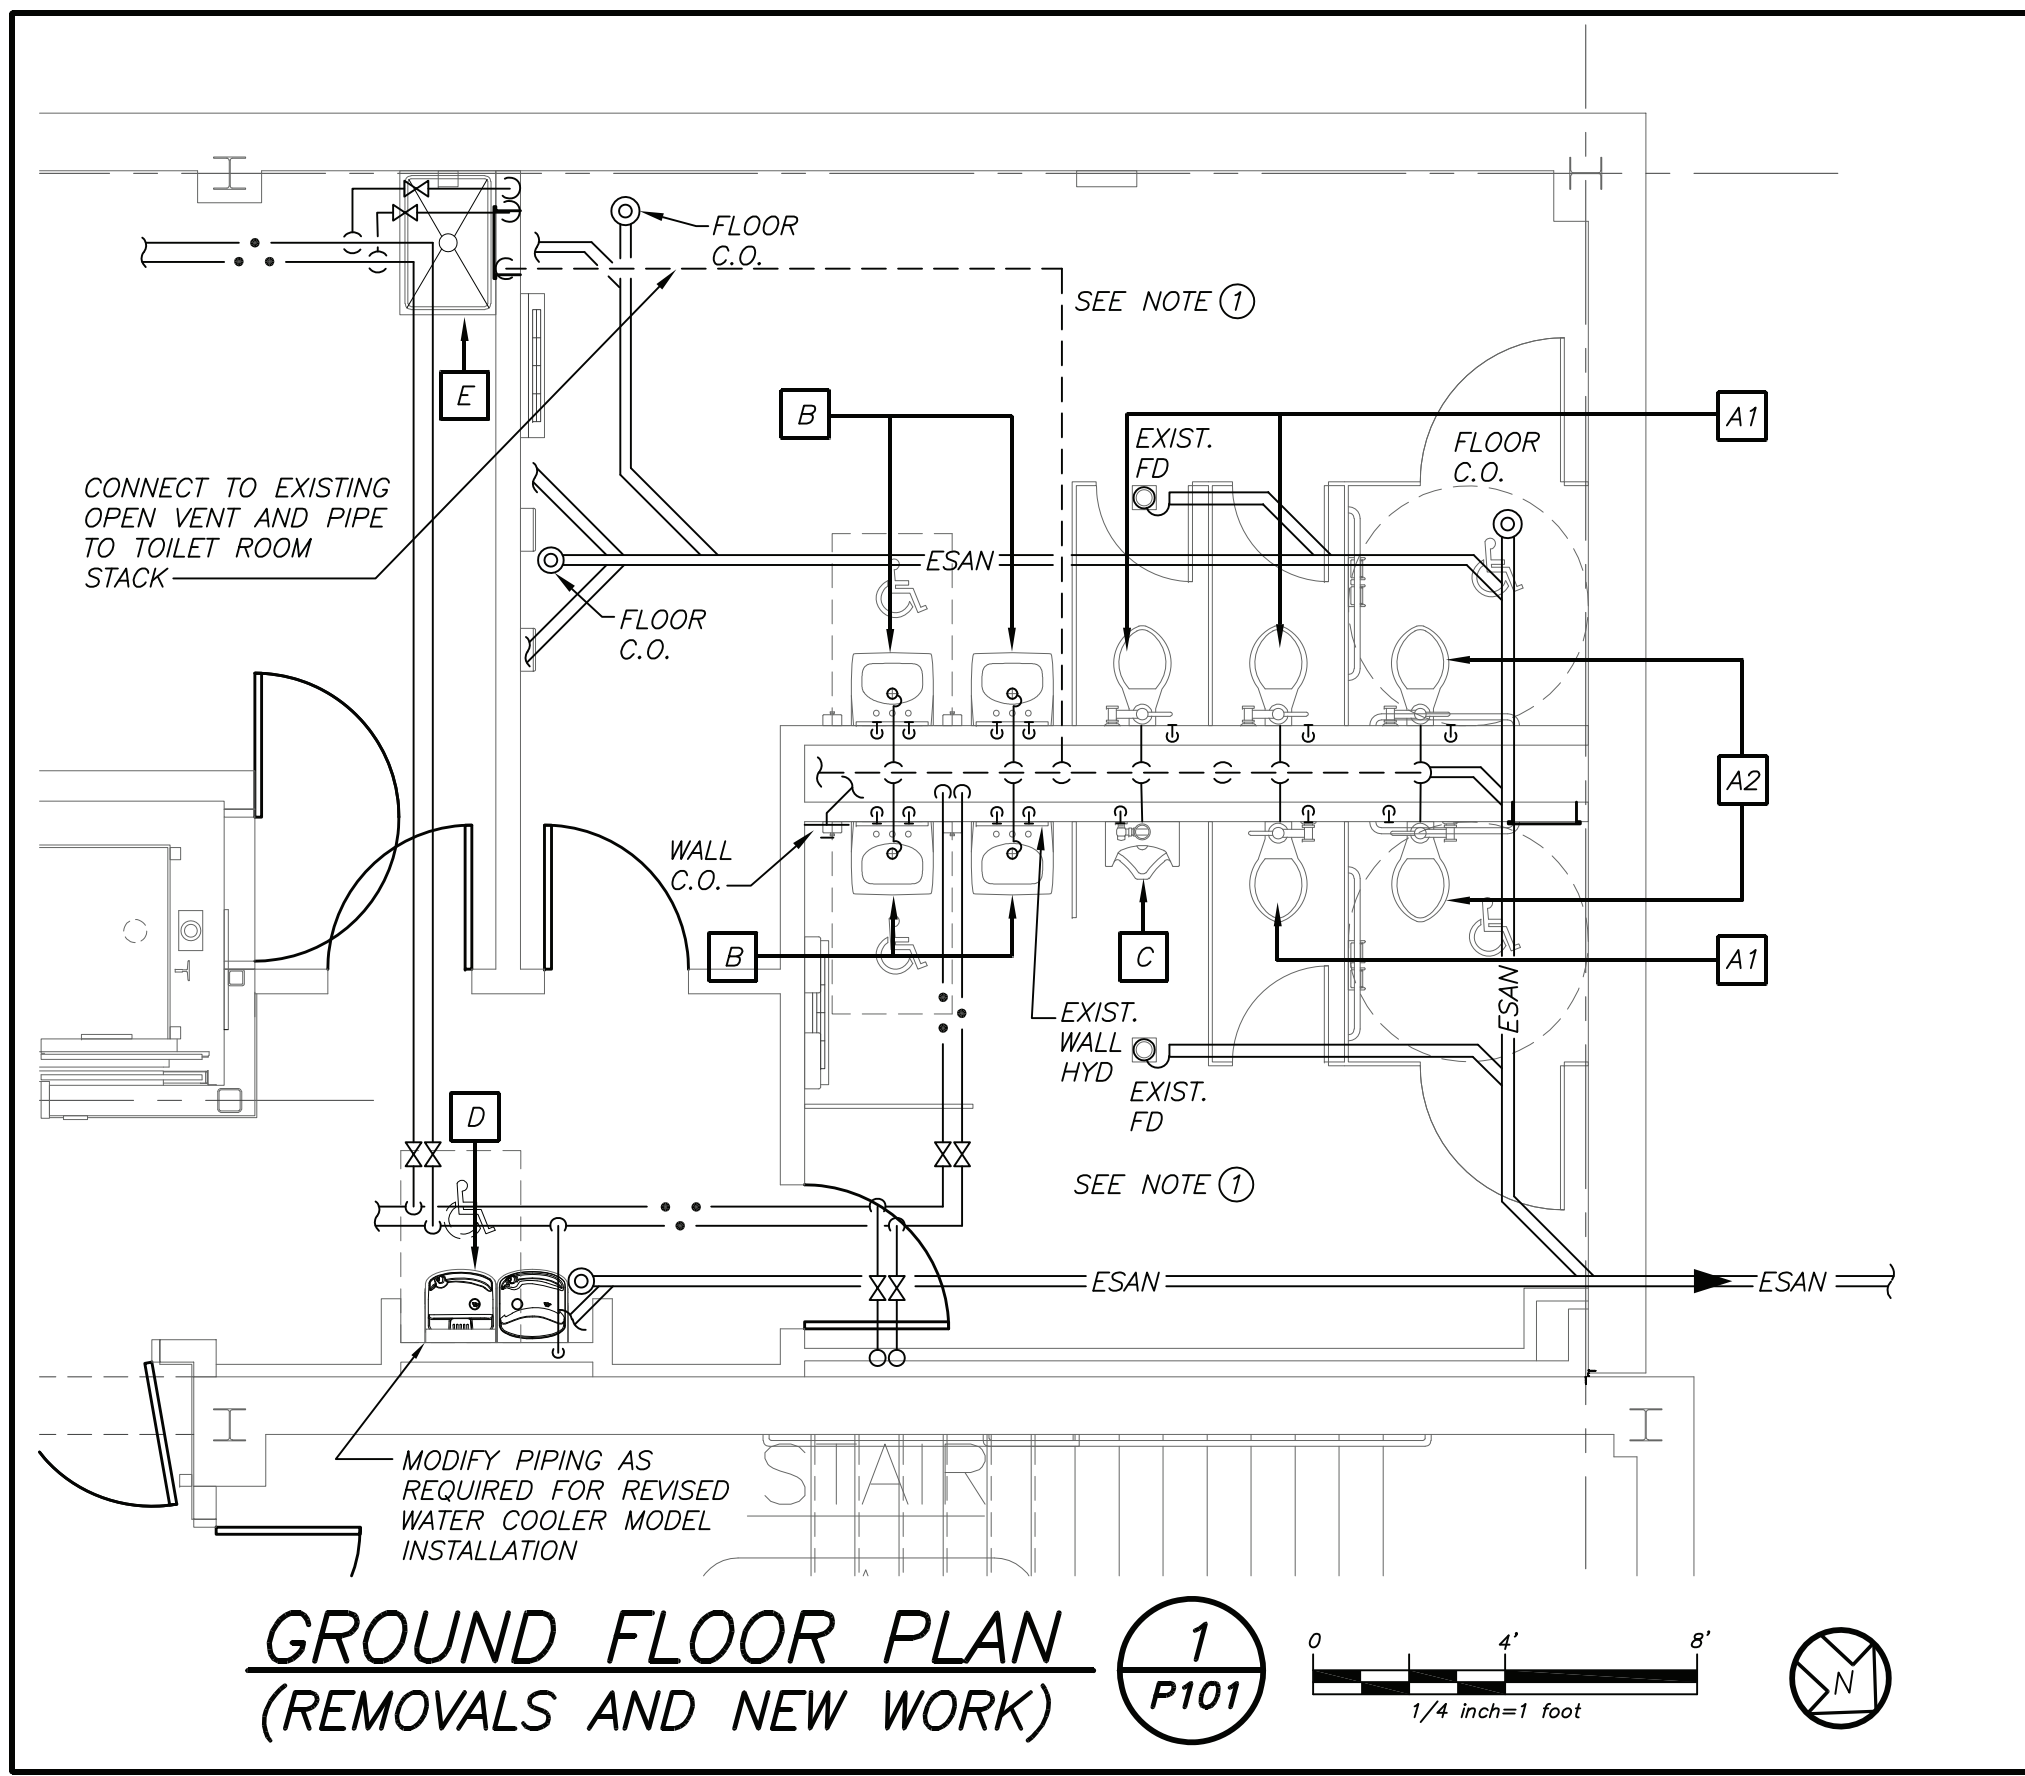 FLOOR
C.O.
SEE NOTE 1
E
B
A1
EXIST.
FD
FLOOR
C.O.
CONNECT TO EXISTING
OPEN VENT AND PIPE
TO TOILET ROOM
STACK
ESAN
FLOOR
C.O.
A2
WALL
C.O.
B
C
A1
ESAN
EXIST.
WALL
HYD
EXIST.
FD
D
SEE NOTE 1
ESAN
ESAN
MODIFY PIPING AS
REQUIRED FOR REVISED
WATER COOLER MODEL
INSTALLATION
STAIR
GROUND FLOOR PLAN
(REMOVALS AND NEW WORK)
1
P101
0 4' 8'
1/4 inch=1 foot
N